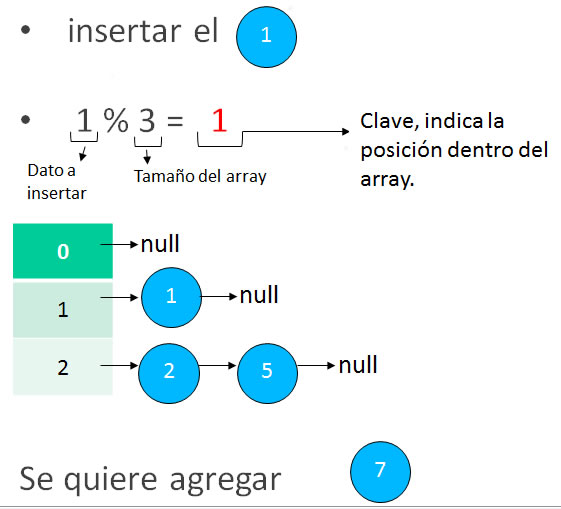 • insertar el 1
• 1 % 3 = 1
Clave, indica la
posición dentro del
array.
Dato a
insertar
Tamaño del array
0 null
1 1 null
2 2 5 null
Se quiere agregar 7